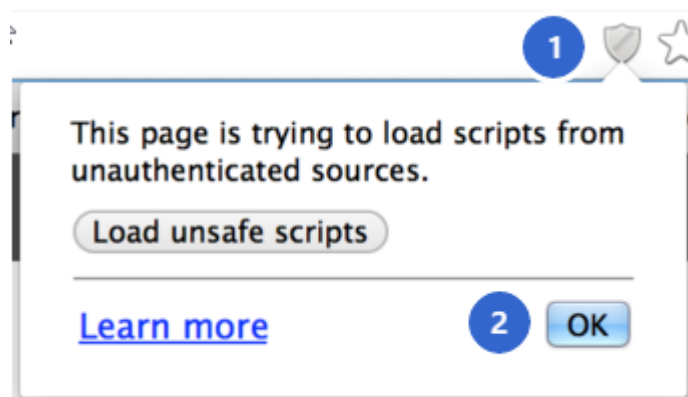 1
This page is trying to load scripts from
unauthenticated sources.
Load unsafe scripts
Learn more
2
OK